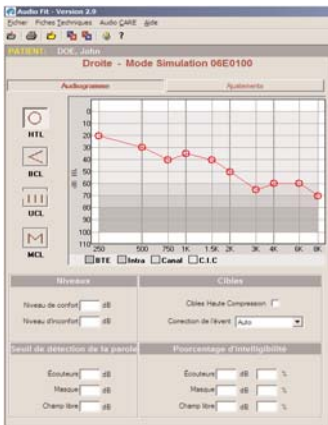 Audio Fit - Version 2.9
Fichier Fiches Techniques Audio CARE Aide
PATIENT: DOE, John
Droite - Mode Simulation 06E0100
Audiogramme Ajustements
HTL
BCL
UCL
MCL
dB HL
0
10
20
30
40
50
60
70
80
90
100
110
250 500 750 1K 1.5K 2K 3K 4K 6K 8K
BTE Intra Canal C.I.C
Niveaux Cibles
Niveau de confort dB Cibles Haute Compression
Niveau d'inconfort dB Correction de l'évent Auto
Seuil de détection de la parole Pourcentage d'intelligibilité
Écouteurs dB Écouteurs dB %
Masque dB Masque dB %
Champ libre dB Champ libre dB %